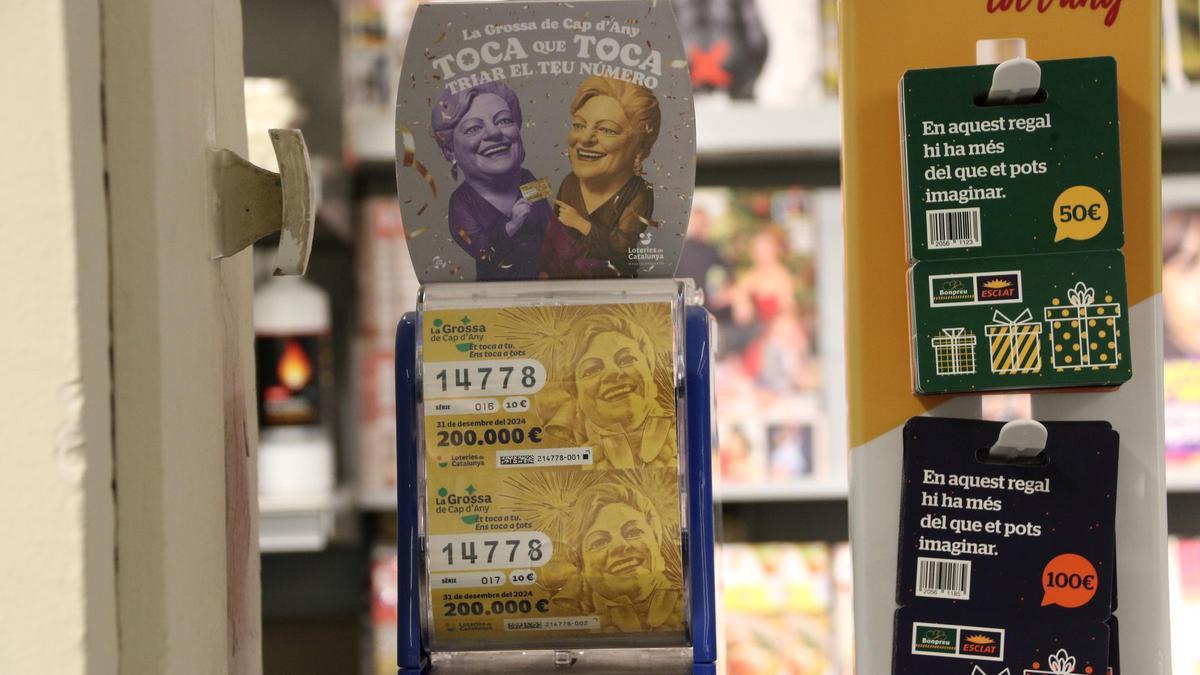 La Grossa de Cap d'Any
TOCA QUE TOCA
TRIAR EL TEU NÚMERO
Loteries de
Catalunya
La Grossa
de Cap d'Any
Et toca a tu.
Ens toca a tots
14778
SÈRIE 016 10 €
31 de desembre del 2024
200.000 €
Loteries de
Catalunya
214778-001
La Grossa
de Cap d'Any
Et toca a tu.
Ens toca a tots
14778
SÈRIE 017 10 €
31 de desembre del 2024
200.000 €
Loteries de
Catalunya
214778-002
En aquest regal
hi ha més
del que et pots
imaginar.
50€
2056 1123
Bonpreu ESCLAT
En aquest regal
hi ha més
del que et pots
imaginar.
100€
2056 1185
Bonpreu ESCLAT